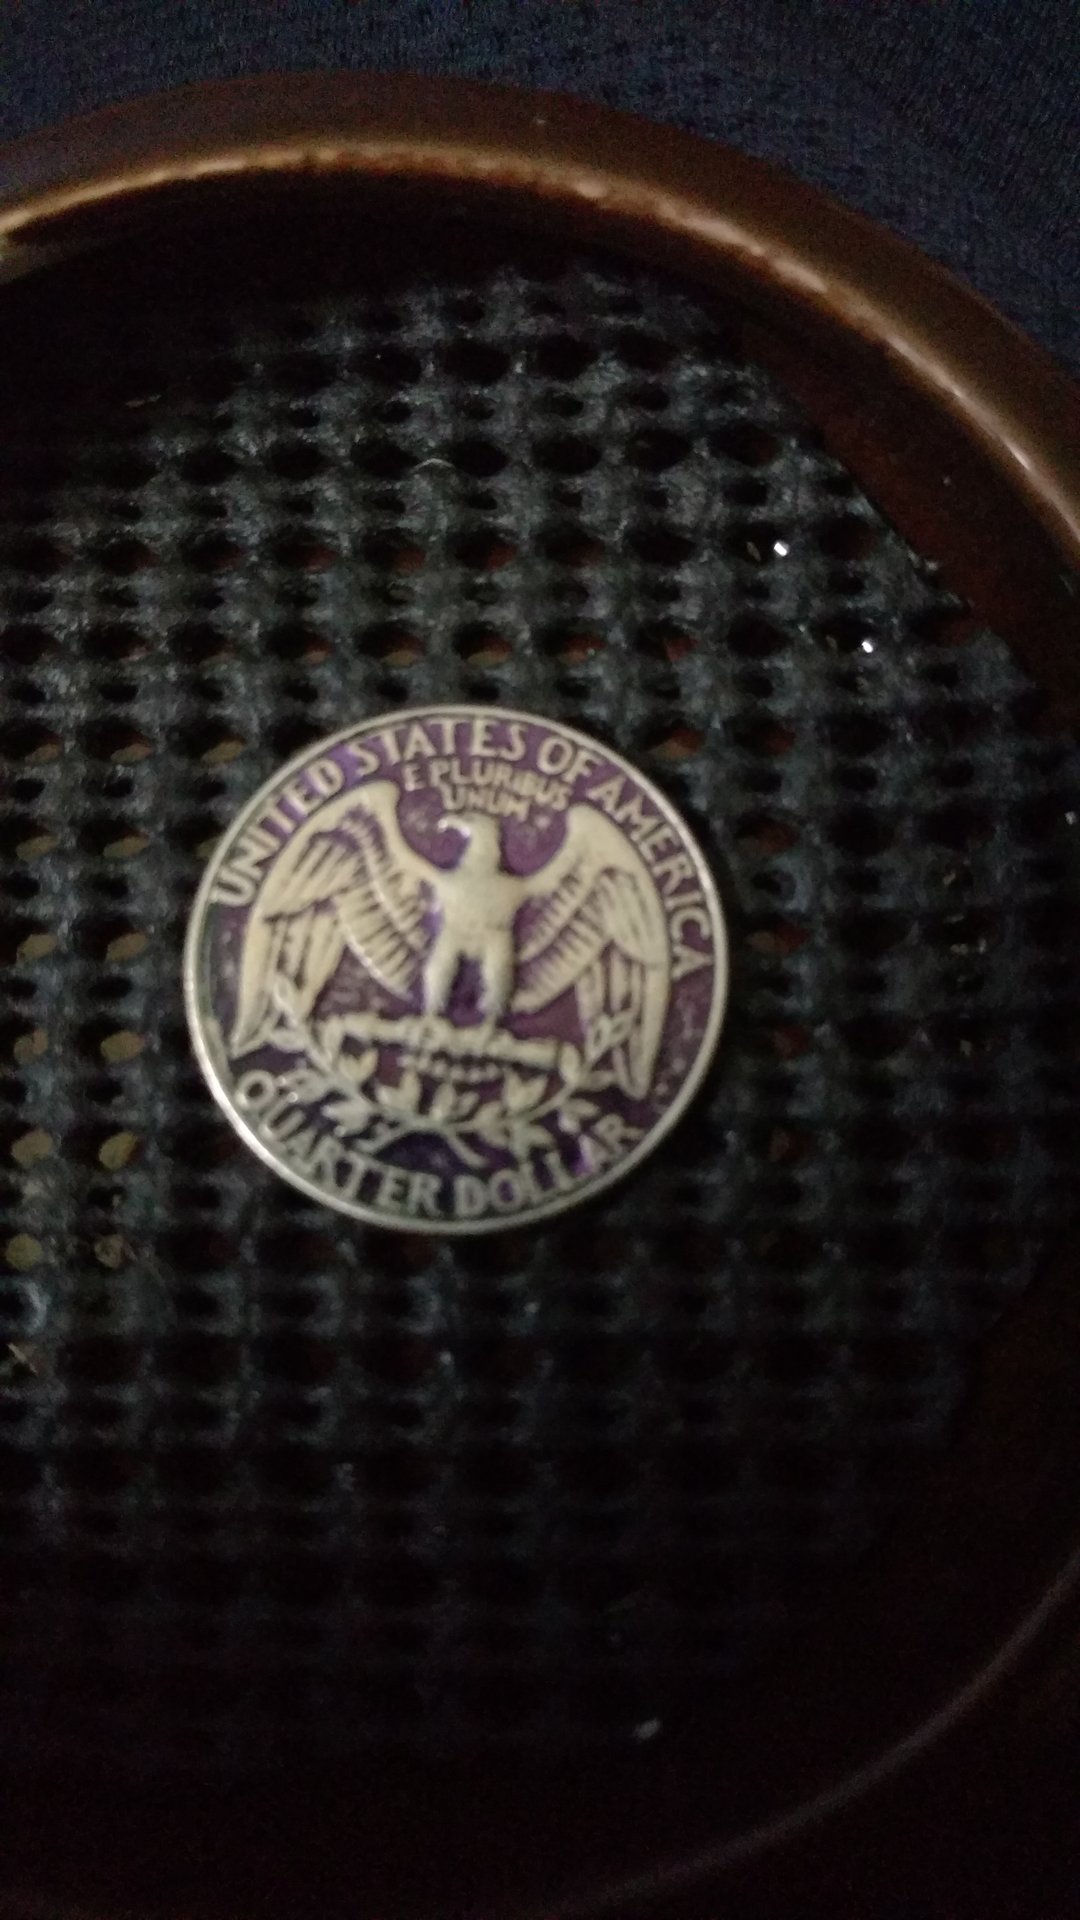 UNITED STATES OF AMERICA
E PLURIBUS
UNUM
QUARTER DOLLAR